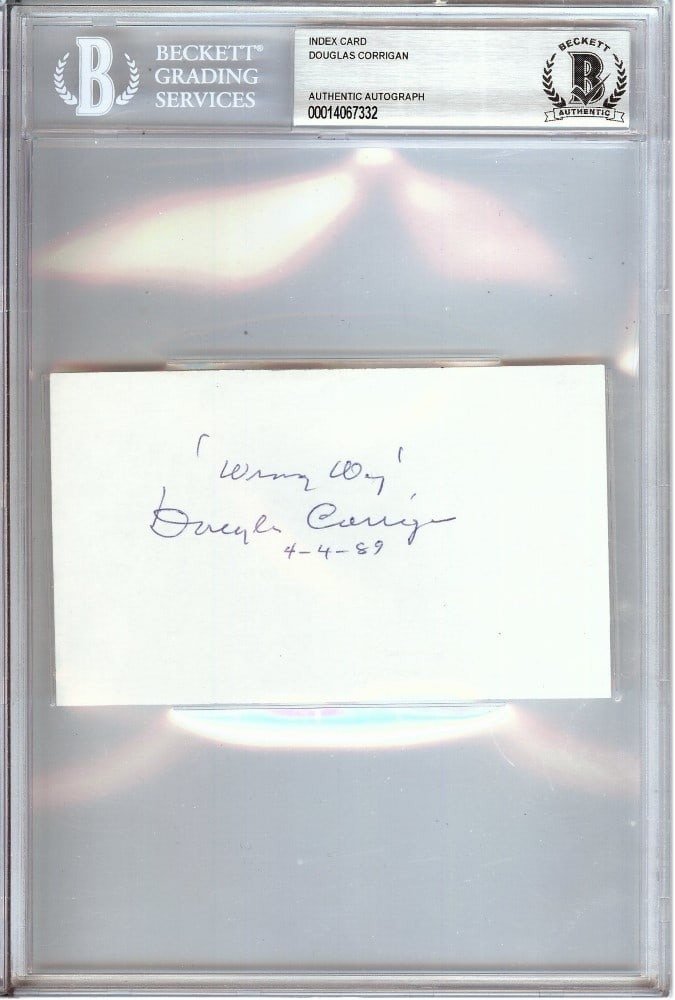 BECKETT®
GRADING
SERVICES
INDEX CARD
DOUGLAS CORRIGAN
AUTHENTIC AUTOGRAPH
00014067332
BECKETT
AUTHENTIC
'Wrong Way'
Douglas Corrigan
4-4-89